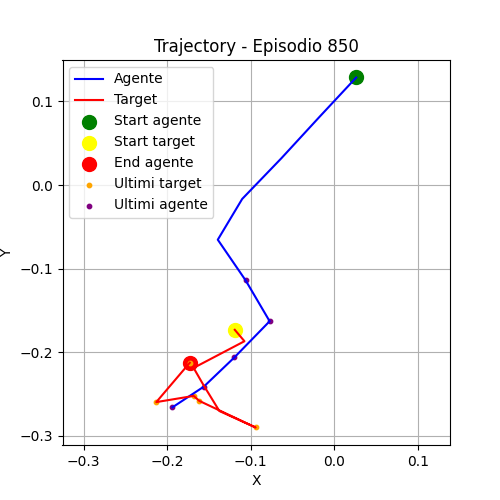 Trajectory - Episodio 850
Agente
Target
Start agente
Start target
End agente
Ultimi target
Ultimi agente
0.1
0.0
−0.1
−0.2
−0.3
Y
−0.3
−0.2
−0.1
0.0
0.1
X